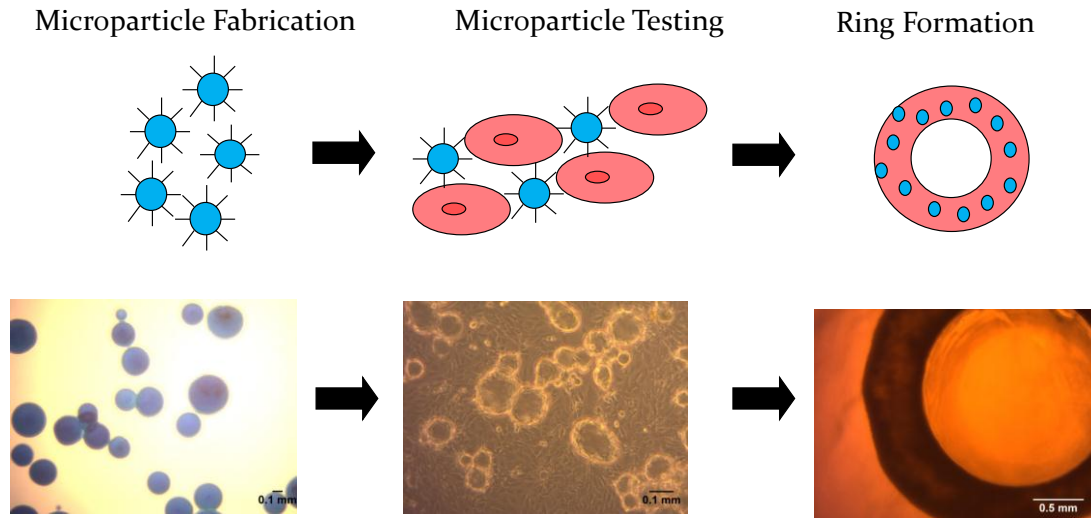 Microparticle Fabrication
Microparticle Testing
Ring Formation
0.1 mm
0.1 mm
0.5 mm